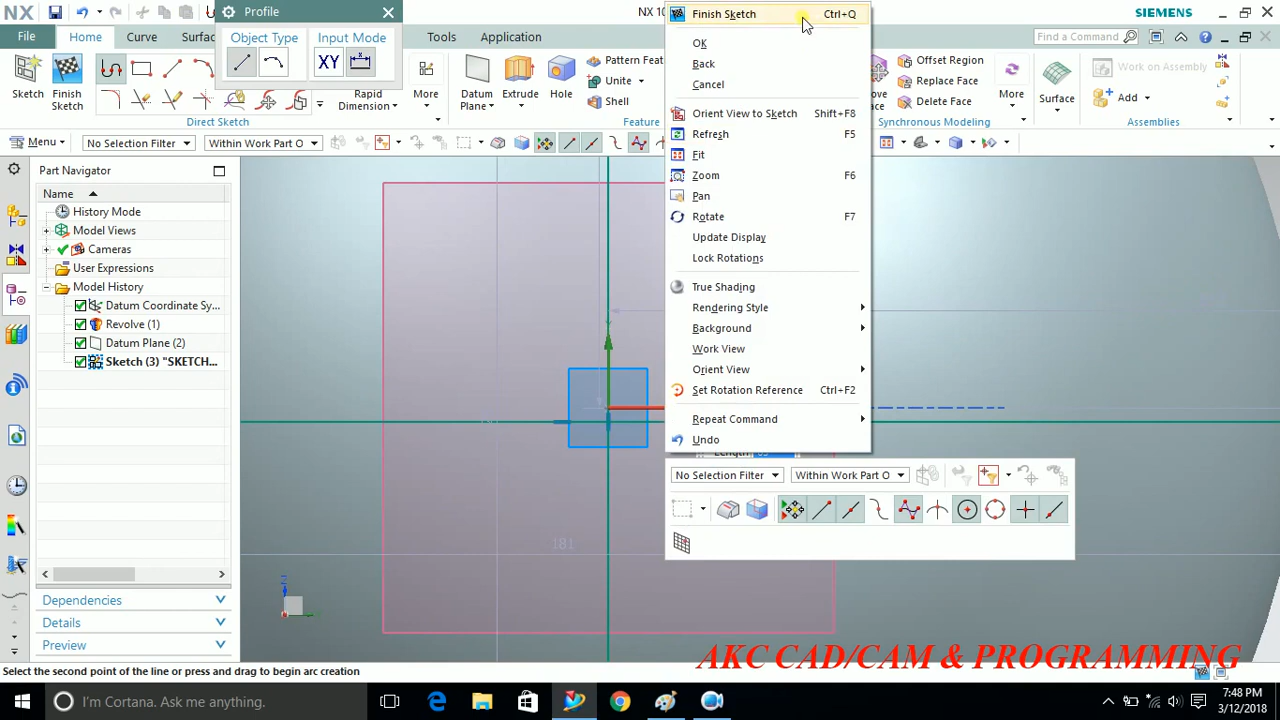 NX
NX 10
SIEMENS
Profile
Object Type
Input Mode
XY
File
Home
Curve
Tools
Application
Find a Command
Sketch
Finish Sketch
Rapid Dimension
More
Direct Sketch
Datum Plane
Extrude
Hole
Pattern Feat
Unite
Shell
Feature
Offset Region
Replace Face
Delete Face
More
Synchronous Modeling
Surface
Work on Assembly
Add
Assemblies
Menu
No Selection Filter
Within Work Part O
Part Navigator
Name
History Mode
Model Views
Cameras
User Expressions
Model History
Datum Coordinate Sy...
Revolve (1)
Datum Plane (2)
Sketch (3) "SKETCH...
Dependencies
Details
Preview
Finish Sketch Ctrl+Q
OK
Back
Cancel
Orient View to Sketch Shift+F8
Refresh F5
Fit
Zoom F6
Pan
Rotate F7
Update Display
Lock Rotations
True Shading
Rendering Style
Background
Work View
Orient View
Set Rotation Reference Ctrl+F2
Repeat Command
Undo
Length
No Selection Filter
Within Work Part O
181
Z
Select the second point of the line or press and drag to begin arc creation
AKC CAD/CAM & PROGRAMMING
I'm Cortana. Ask me anything.
7:48 PM
3/12/2018